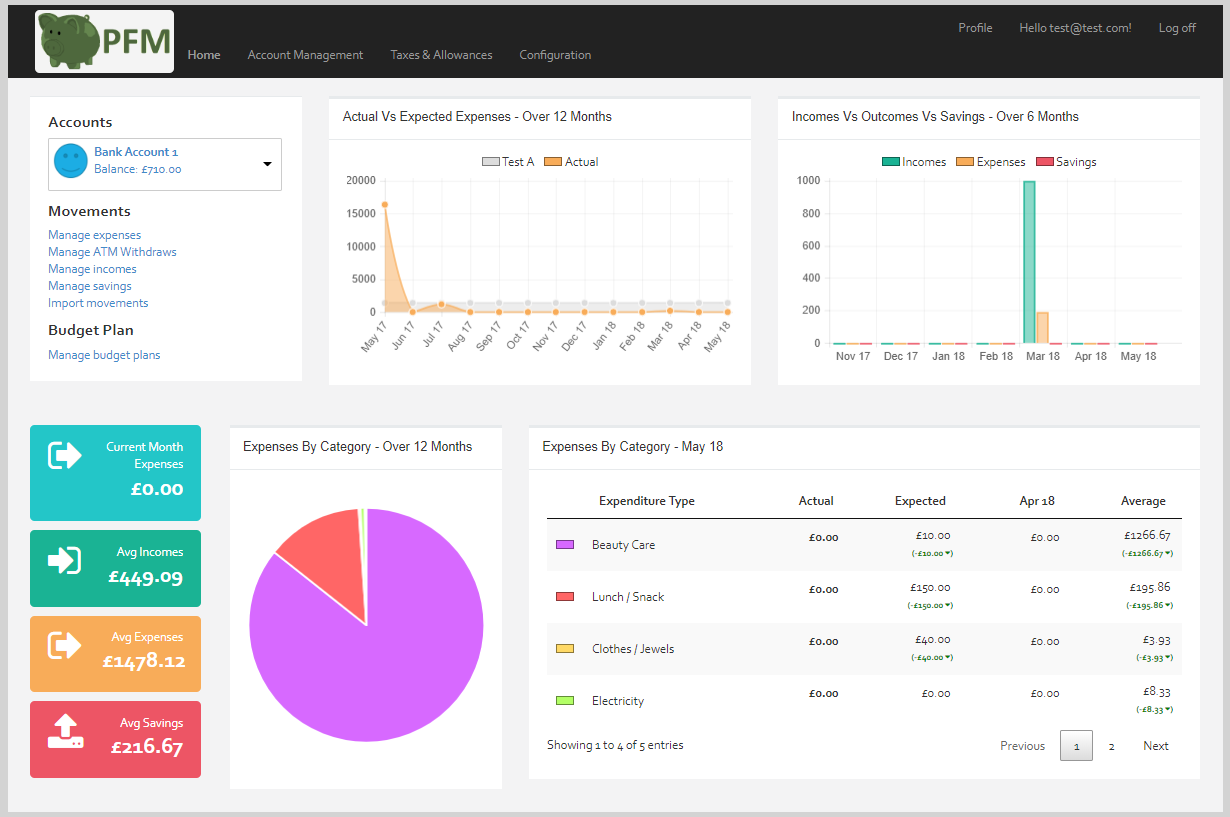 PFM
Home
Account Management
Taxes & Allowances
Configuration
Profile
Hello test@test.com!
Log off
Accounts
Bank Account 1
Balance: £710.00
Movements
Manage expenses
Manage ATM Withdraws
Manage incomes
Manage savings
Import movements
Budget Plan
Manage budget plans
Actual Vs Expected Expenses - Over 12 Months
Test A
Actual
20000
15000
10000
5000
0
May 17
Jun 17
Jul 17
Aug 17
Sep 17
Oct 17
Nov 17
Dec 17
Jan 18
Feb 18
Mar 18
Apr 18
May 18
Incomes Vs Outcomes Vs Savings - Over 6 Months
Incomes
Expenses
Savings
1000
800
600
400
200
0
Nov 17
Dec 17
Jan 18
Feb 18
Mar 18
Apr 18
May 18
Current Month
Expenses
£0.00
Avg Incomes
£449.09
Avg Expenses
£1478.12
Avg Savings
£216.67
Expenses By Category - Over 12 Months
Expenses By Category - May 18
Expenditure Type Actual Expected Apr 18 Average
Beauty Care £0.00 £10.00 £0.00 £1266.67
(-£10.00▼) (-£1266.67▼)
Lunch / Snack £0.00 £150.00 £0.00 £195.86
(-£150.00▼) (-£195.86▼)
Clothes / Jewels £0.00 £40.00 £0.00 £3.93
(-£40.00▼) (-£3.93▼)
Electricity £0.00 £0.00 £0.00 £8.33
(-£8.33▼)
Showing 1 to 4 of 5 entries
Previous 1 2 Next